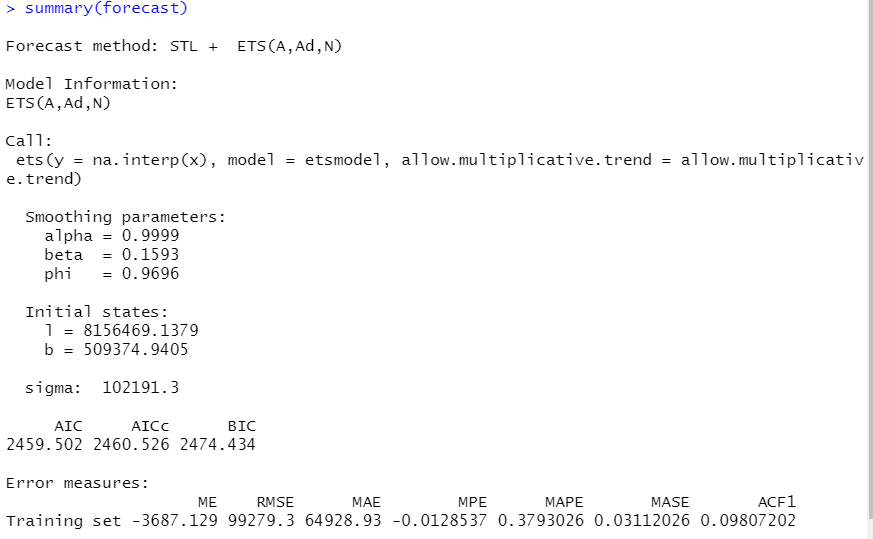 > summary(forecast)
Forecast method: STL +  ETS(A,Ad,N)
Model Information:
ETS(A,Ad,N)
Call:
 ets(y = na.interp(x), model = etsmodel, allow.multiplicative.trend = allow.multiplicativ
e.trend)
  Smoothing parameters:
    alpha = 0.9999
    beta  = 0.1593
    phi   = 0.9696
  Initial states:
    l = 8156469.1379
    b = 509374.9405
  sigma:  102191.3
     AIC     AICc      BIC
2459.502 2460.526 2474.434
Error measures:
                    ME    RMSE      MAE        MPE      MAPE       MASE       ACF1
Training set -3687.129 99279.3 64928.93 -0.0128537 0.3793026 0.03112026 0.09807202